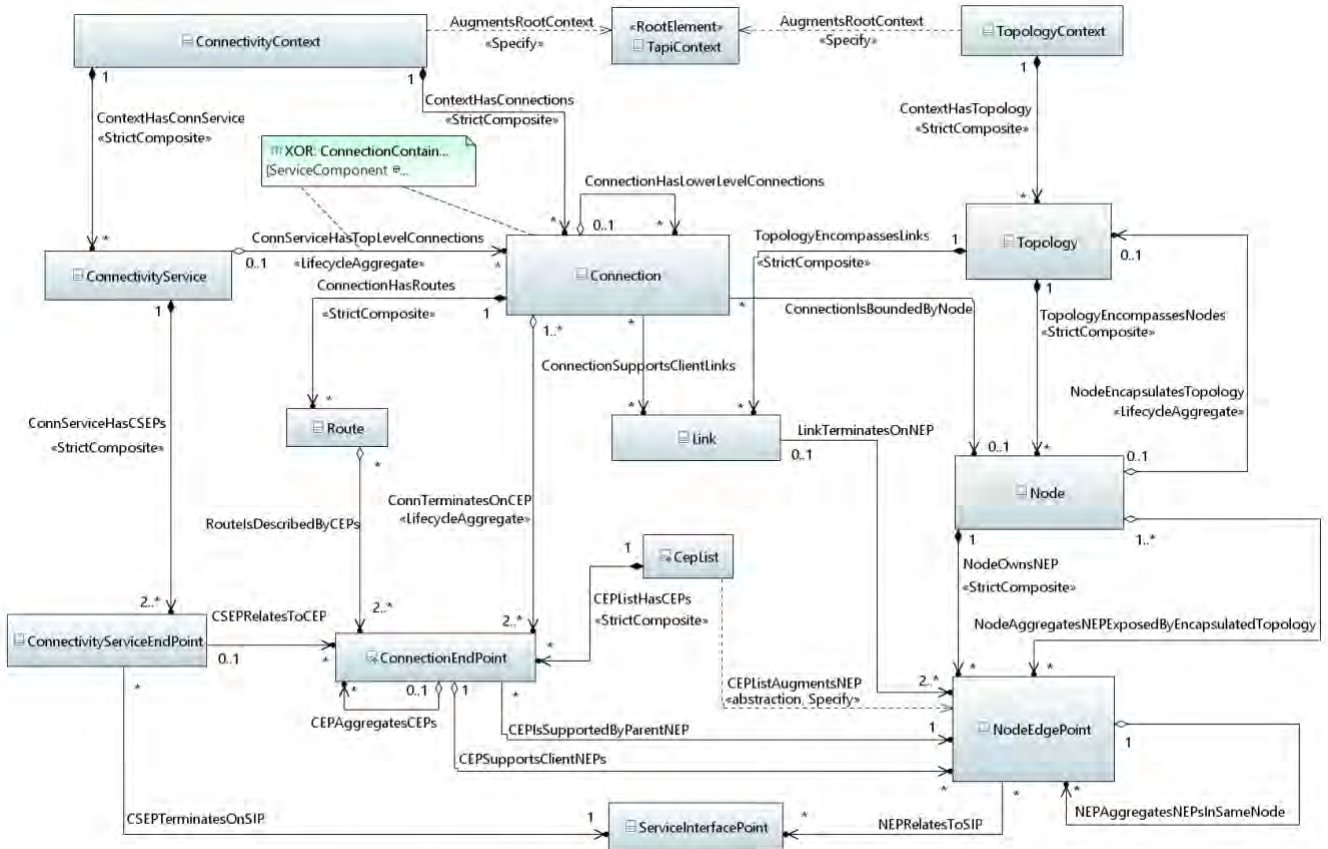 ConnectivityContext
AugmentsRootContext
«Specify»
«RootElement»
TapiContext
AugmentsRootContext
«Specify»
TopologyContext
1
1
1
ContextHasConnService
«StrictComposite»
ContextHasConnections
«StrictComposite»
ContextHasTopology
«StrictComposite»
XOR: ConnectionContain...
{ServiceComponent e...
ConnectionHasLowerLevelConnections
*
*
0..1
*
*
ConnServiceHasTopLevelConnections
0..1
«LifecycleAggregate»
*
ConnectivityService
Connection
TopologyEncompassesLinks
1
«StrictComposite»
Topology
0..1
ConnectionHasRoutes
«StrictComposite»
1
1
1..*
*
*
ConnectionIsBoundedByNode
1
TopologyEncompassesNodes
«StrictComposite»
ConnectionSupportsClientLinks
NodeEncapsulatesTopology
«LifecycleAggregate»
*
*
*
Route
Link
LinkTerminatesOnNEP
0..1
ConnServiceHasCSEPs
«StrictComposite»
*
0..1
*
0..1
Node
ConnTerminatesOnCEP
«LifecycleAggregate»
RouteIsDescribedByCEPs
1
CepList
1
1..*
NodeOwnsNEP
«StrictComposite»
CEPListHasCEPs
«StrictComposite»
2..*
CSEPRelatesToCEP
2..*
2..*
NodeAggregatesNEPExposedByEncapsulatedTopology
ConnectivityServiceEndPoint
0..1
*
ConnectionEndPoint
*
*
*
CEPListAugmentsNEP
«abstraction, Specify»
2..*
*
*
0..1
1
*
CEPAggregatesCEPs
CEPIsSupportedByParentNEP
1
NodeEdgePoint
1
CEPSupportsClientNEPs
*
*
*
CSEPTerminatesOnSIP
1
ServiceInterfacePoint
*
NEPRelatesToSIP
NEPAggregatesNEPsInSameNode